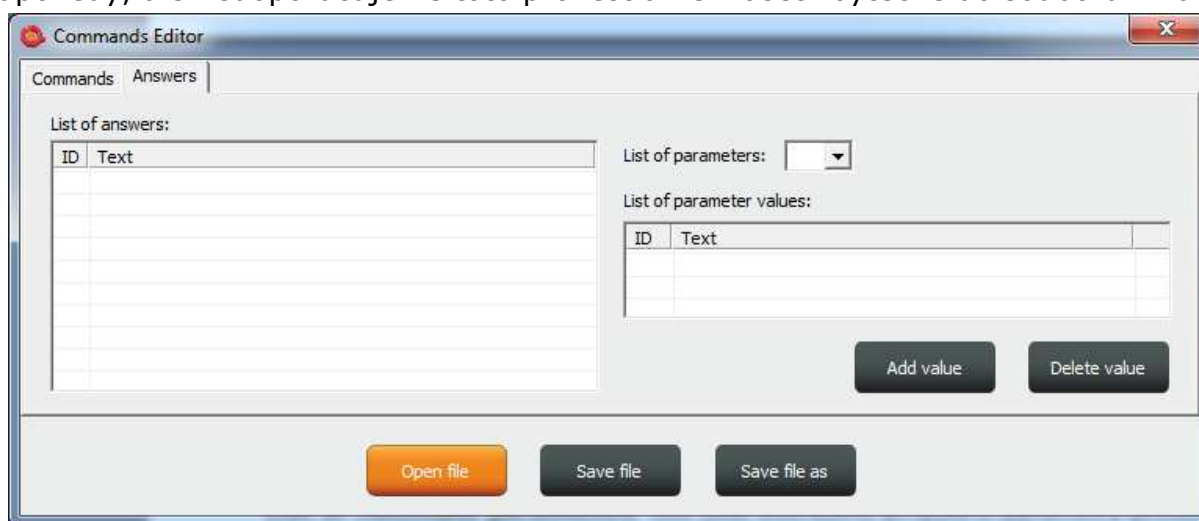 Commands Editor
Commands Answers
List of answers:
ID Text
List of parameters:
List of parameter values:
ID Text
Add value Delete value
Open file Save file Save file as